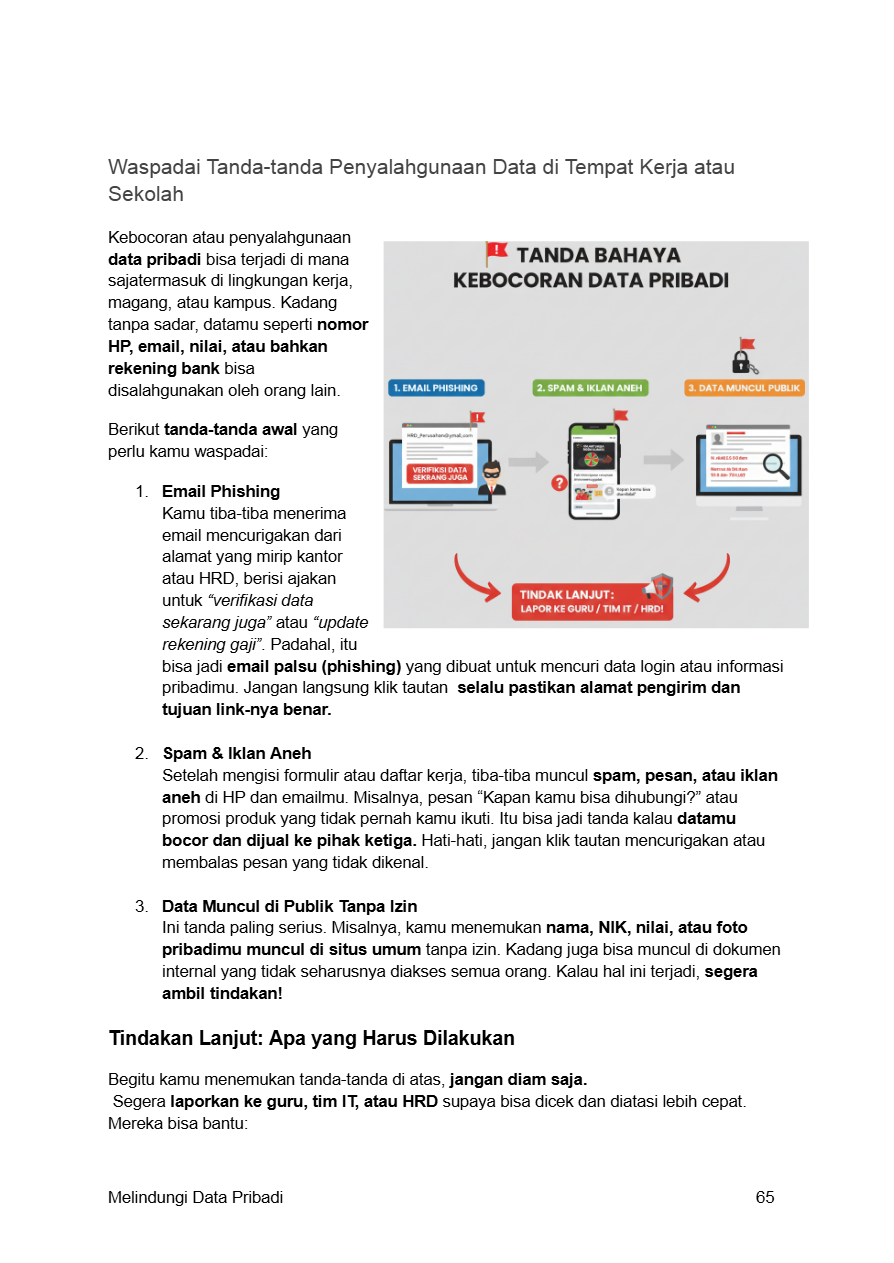 Waspadai Tanda-tanda Penyalahgunaan Data di Tempat Kerja atau
Sekolah
Kebocoran atau penyalahgunaan
data pribadi bisa terjadi di mana
sajatermasuk di lingkungan kerja,
magang, atau kampus. Kadang
tanpa sadar, datamu seperti nomor
HP, email, nilai, atau bahkan
rekening bank bisa
disalahgunakan oleh orang lain.
Berikut tanda-tanda awal yang
perlu kamu waspadai:
TANDA BAHAYA
KEBOCORAN DATA PRIBADI
1. EMAIL PHISHING
2. SPAM & IKLAN ANEH
3. DATA MUNCUL PUBLIK
VERIFIKSI DATA
SEKRANG JUGA
TINDAK LANJUT:
LAPOR KE GURU / TIM IT / HRD!
1. Email Phishing
Kamu tiba-tiba menerima
email mencurigakan dari
alamat yang mirip kantor
atau HRD, berisi ajakan
untuk “verifikasi data
sekarang juga” atau “update
rekening gaji”. Padahal, itu
bisa jadi email palsu (phishing) yang dibuat untuk mencuri data login atau informasi
pribadimu. Jangan langsung klik tautan selalu pastikan alamat pengirim dan
tujuan link-nya benar.
2. Spam & Iklan Aneh
Setelah mengisi formulir atau daftar kerja, tiba-tiba muncul spam, pesan, atau iklan
aneh di HP dan emailmu. Misalnya, pesan “Kapan kamu bisa dihubungi?” atau
promosi produk yang tidak pernah kamu ikuti. Itu bisa jadi tanda kalau datamu
bocor dan dijual ke pihak ketiga. Hati-hati, jangan klik tautan mencurigakan atau
membalas pesan yang tidak dikenal.
3. Data Muncul di Publik Tanpa Izin
Ini tanda paling serius. Misalnya, kamu menemukan nama, NIK, nilai, atau foto
pribadimu muncul di situs umum tanpa izin. Kadang juga bisa muncul di dokumen
internal yang tidak seharusnya diakses semua orang. Kalau hal ini terjadi, segera
ambil tindakan!
Tindakan Lanjut: Apa yang Harus Dilakukan
Begitu kamu menemukan tanda-tanda di atas, jangan diam saja.
Segera laporkan ke guru, tim IT, atau HRD supaya bisa dicek dan diatasi lebih cepat.
Mereka bisa bantu:
Melindungi Data Pribadi
65